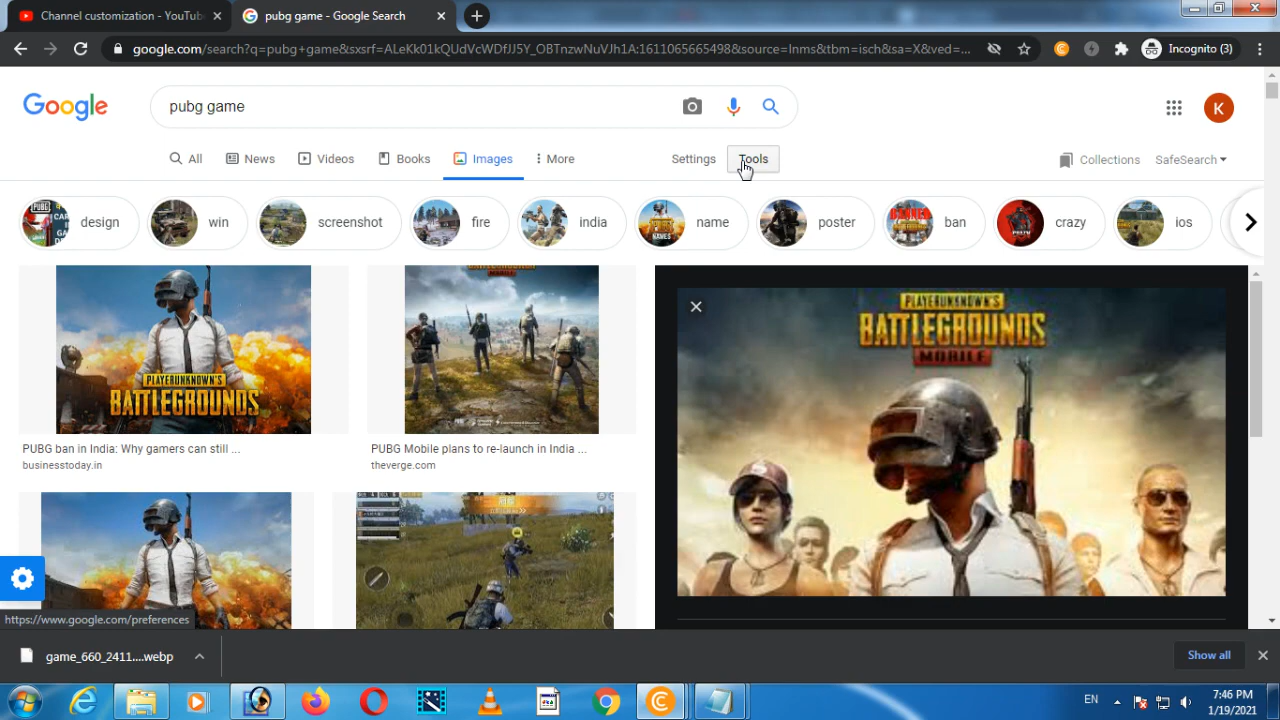 Channel customization - YouTube
pubg game - Google Search
google.com/search?q=pubg+game&sxsrf=ALeKk01kQUdVcWDfJJ5Y_OBTnzwNuVJh1A:1611065665498&source=lnms&tbm=isch&sa=X&ved=...
Incognito (3)
Google
pubg game
K
All
News
Videos
Books
Images
More
Settings
Tools
Collections
SafeSearch
design
win
screenshot
fire
india
name
poster
ban
crazy
ios
PLAYERUNKNOWN'S
BATTLEGROUNDS
PLAYERUNKNOWN'S
BATTLEGROUNDS
MOBILE
PUBG ban in India: Why gamers can still ...
businesstoday.in
PUBG Mobile plans to re-launch in India ...
theverge.com
https://www.google.com/preferences
game_660_2411....webp
Show all
EN
7:46 PM
1/19/2021